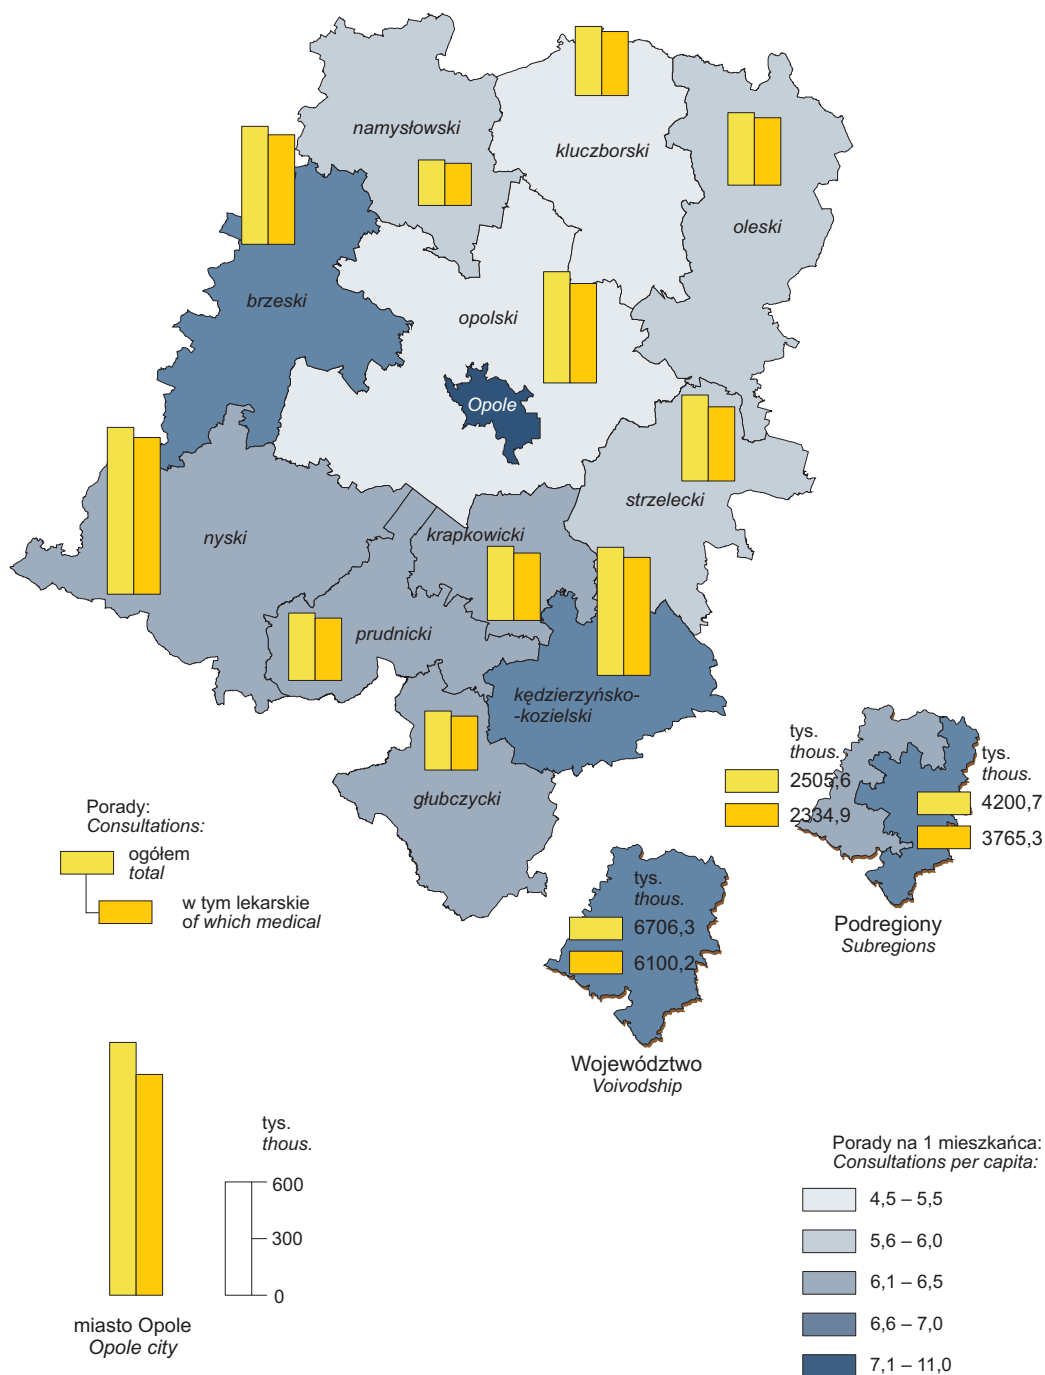 namysłowski
kluczborski
oleski
brzeski
opolski
Opole
strzelecki
nyski
krapkowicki
prudnicki
kędzierzyńsko-
-kozielski
głubczycki
tys.
thous.
2505,6
2334,9
tys.
thous.
4200,7
3765,3
Podregiony
Subregions
Porady:
Consultations:
ogółem
total
w tym lekarskie
of which medical
tys.
thous.
6706,3
6100,2
Województwo
Voivodship
tys.
thous.
600
300
0
miasto Opole
Opole city
Porady na 1 mieszkańca:
Consultations per capita:
4,5 – 5,5
5,6 – 6,0
6,1 – 6,5
6,6 – 7,0
7,1 – 11,0